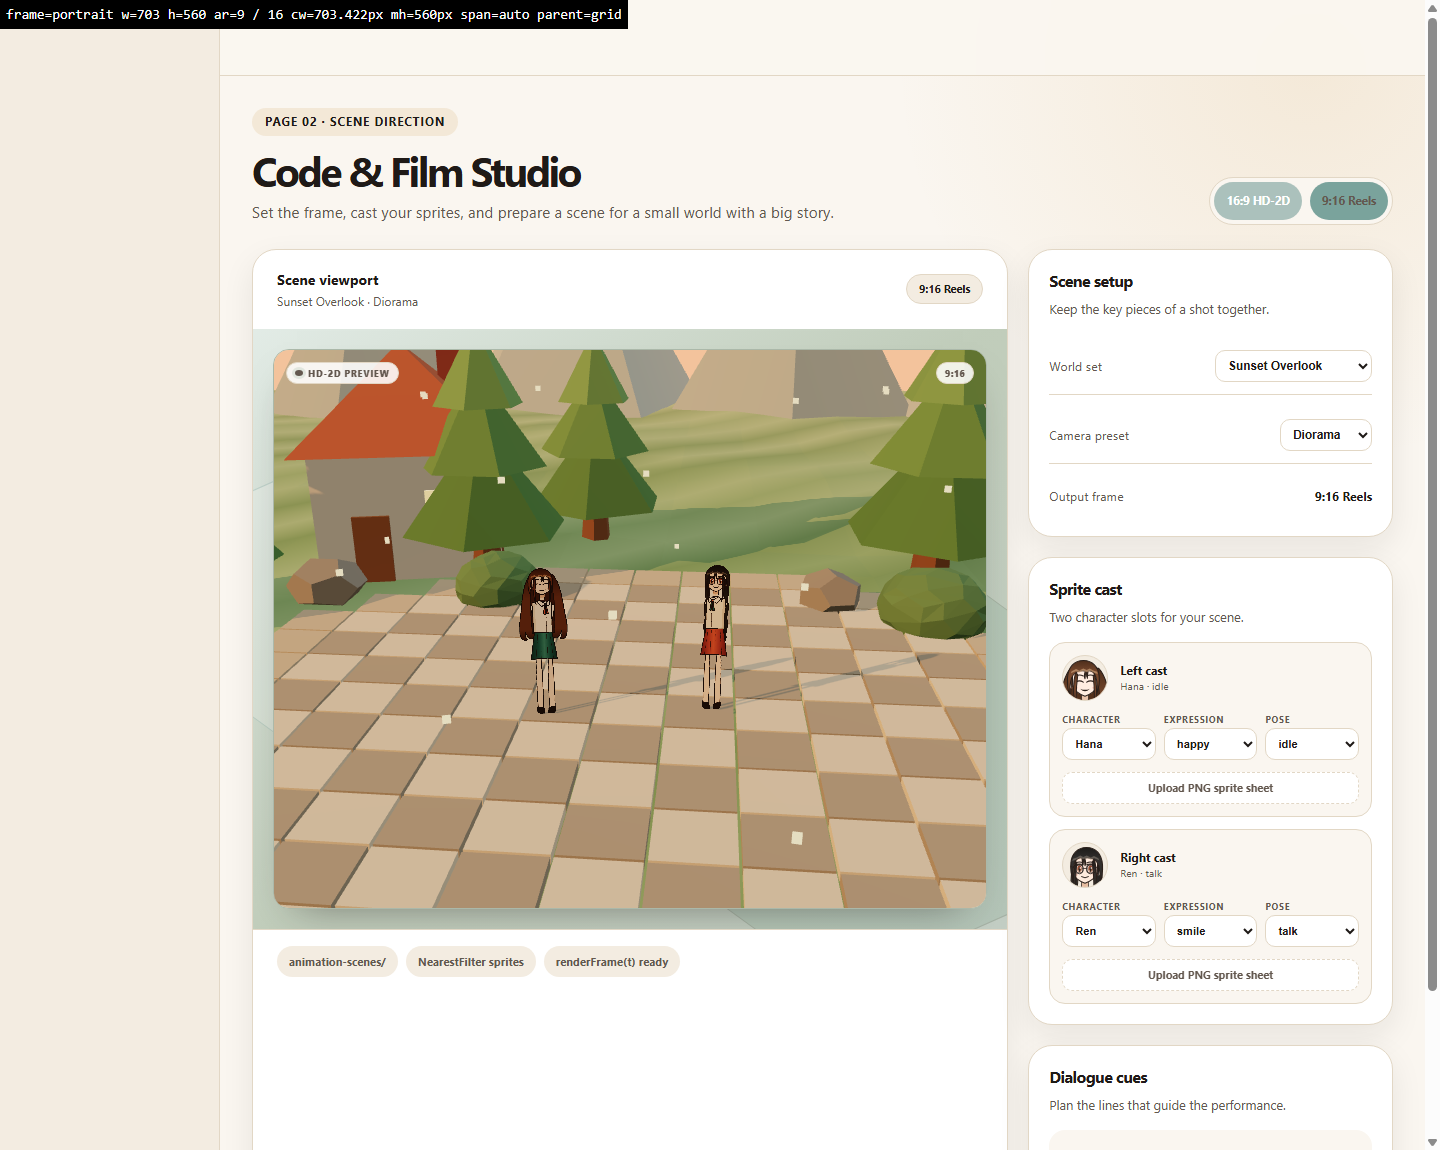 frame=portrait w=703 h=560 ar=9 / 16 cw=703.422px mh=560px span=auto parent=grid
PAGE 02 · SCENE DIRECTION
Code & Film Studio
Set the frame, cast your sprites, and prepare a scene for a small world with a big story.
16:9 HD-2D
9:16 Reels
Scene viewport
Sunset Overlook · Diorama
9:16 Reels
HD-2D PREVIEW
9:16
animation-scenes/
NearestFilter sprites
renderFrame(t) ready
Scene setup
Keep the key pieces of a shot together.
World set
Sunset Overlook
Camera preset
Diorama
Output frame
9:16 Reels
Sprite cast
Two character slots for your scene.
Left cast
Hana · idle
CHARACTER
EXPRESSION
POSE
Hana
happy
idle
Upload PNG sprite sheet
Right cast
Ren · talk
CHARACTER
EXPRESSION
POSE
Ren
smile
talk
Upload PNG sprite sheet
Dialogue cues
Plan the lines that guide the performance.